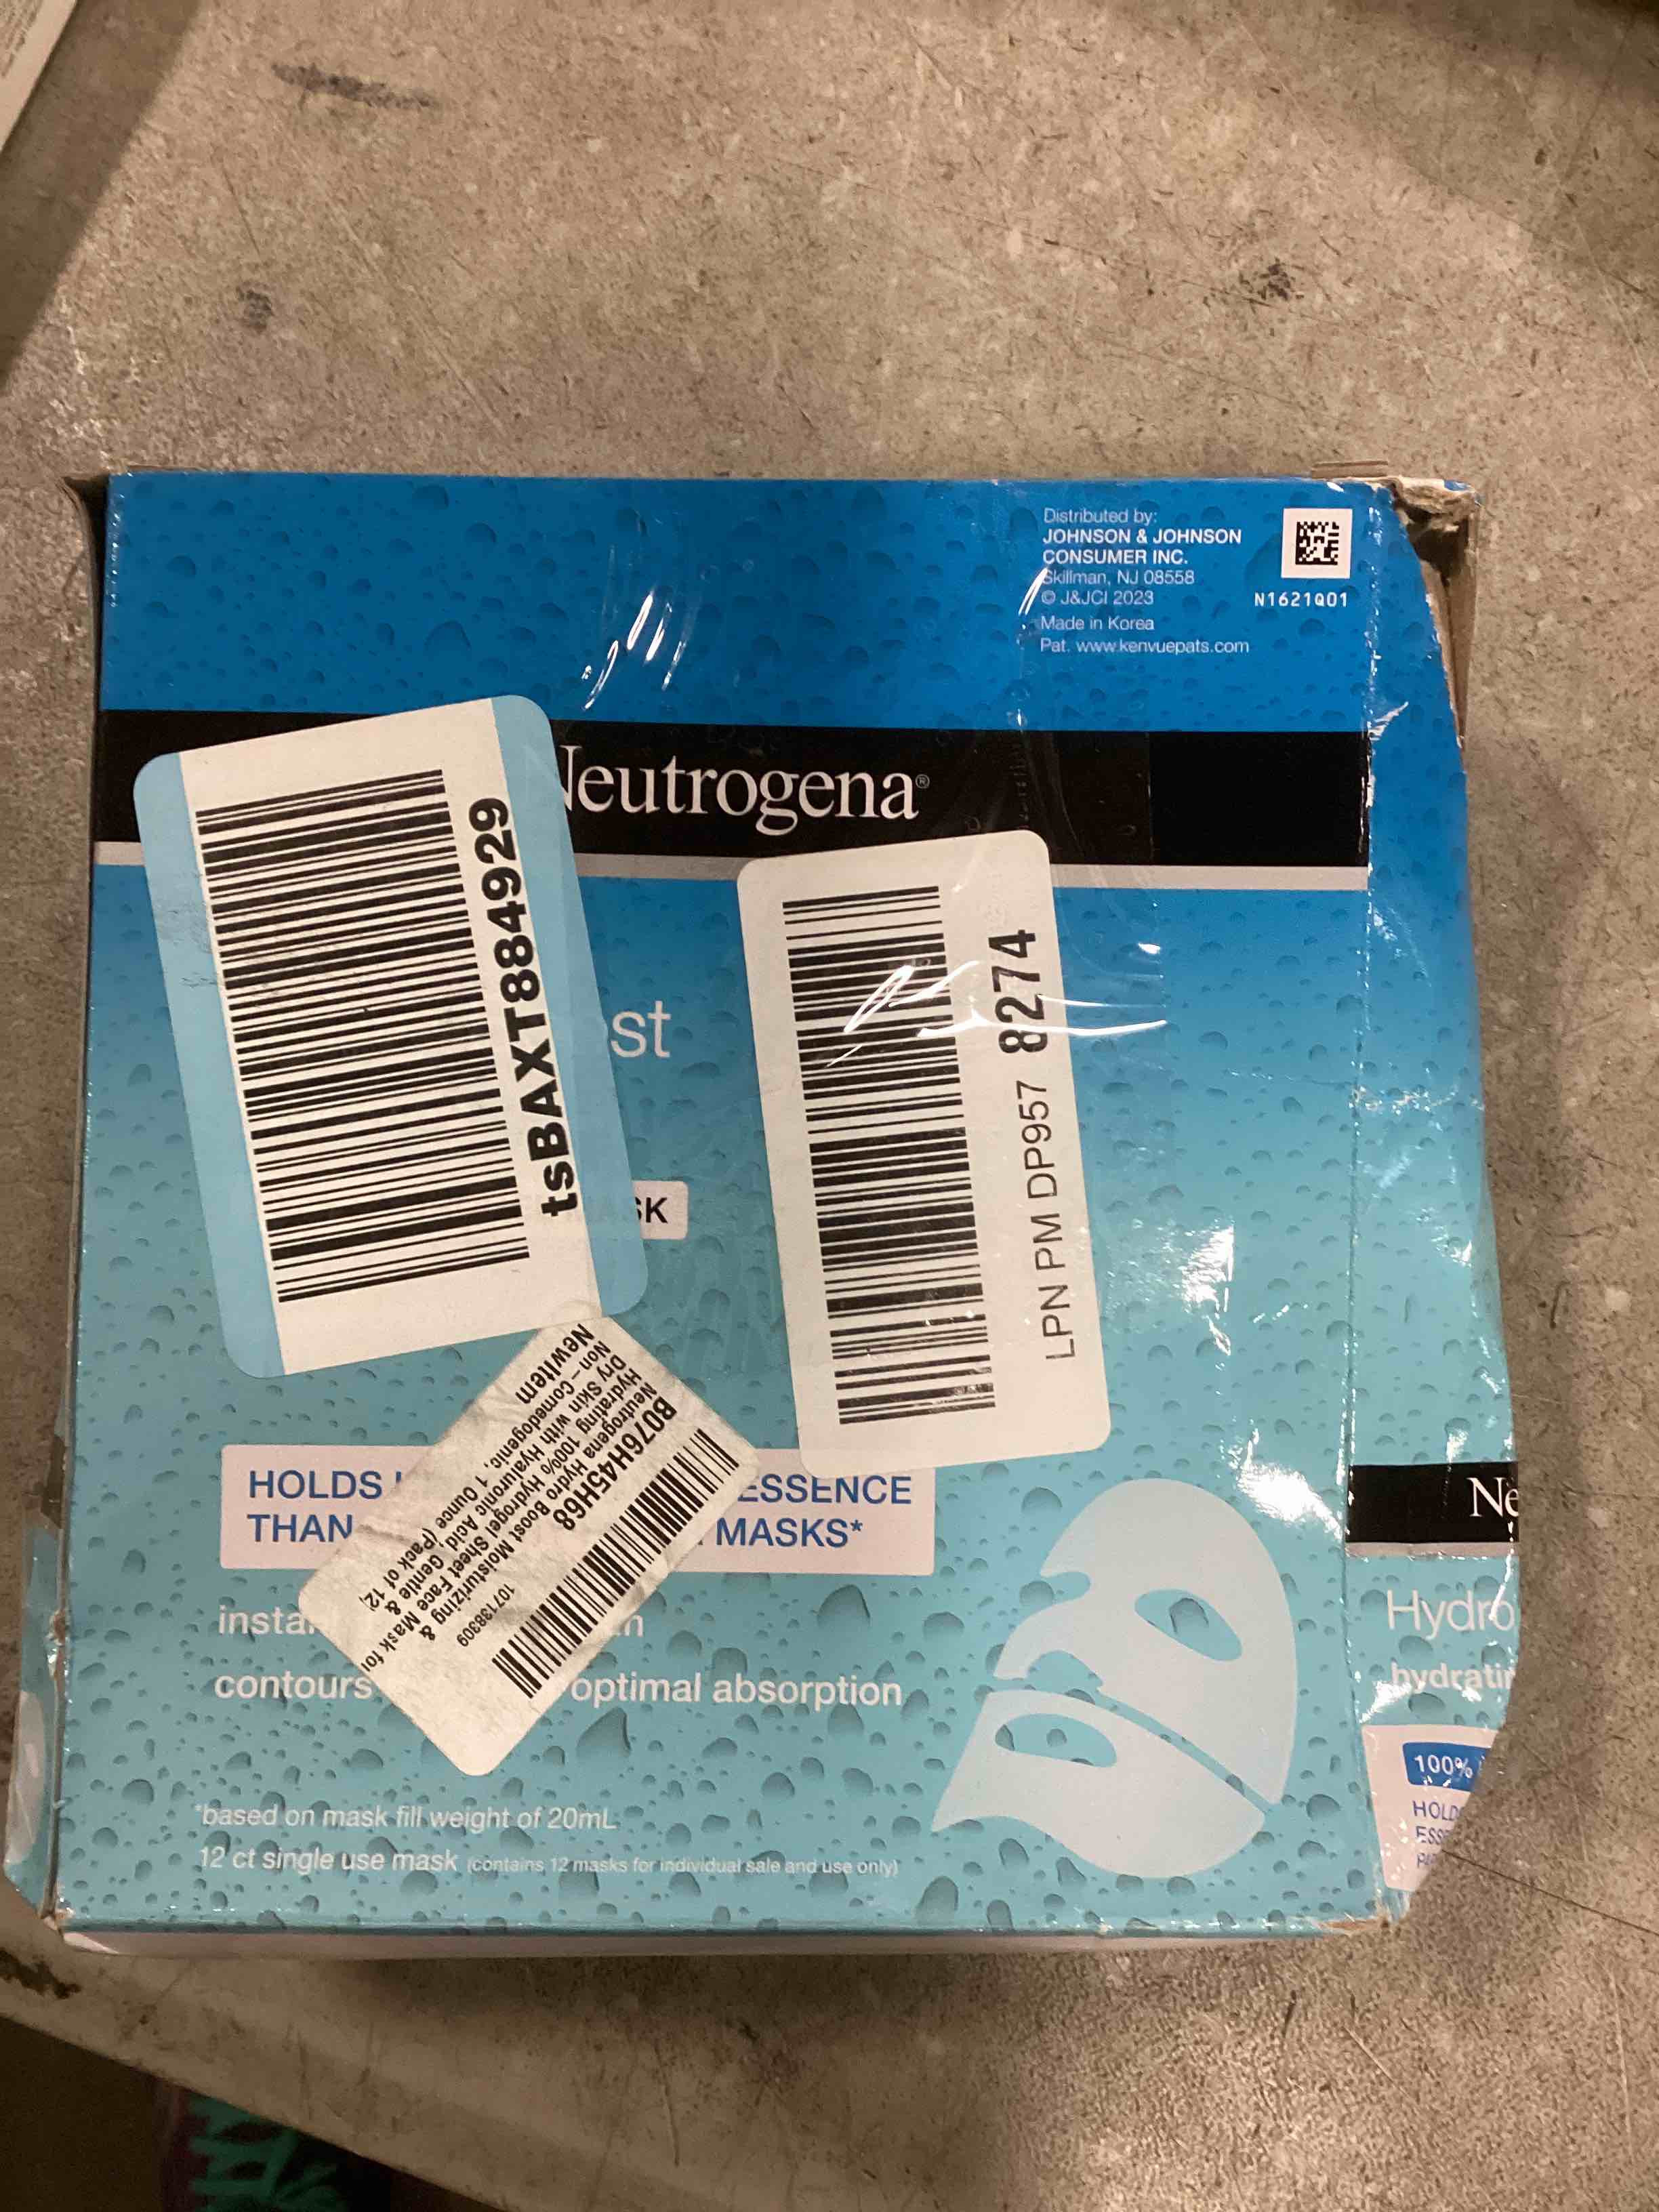 Distributed by:
JOHNSON & JOHNSON
CONSUMER INC.
Skillman, NJ 08558
© J&JCI 2023
Made in Korea
Pat. www.kenvuepats.com
N1621Q01
Neutrogena®
tsBAXT884929
st
SK
LPN PM DP957 8274
B076H45H68
107138309
Neutrogena Hydro Boost Moisturizing &
Hydrating 100% Hydrogel Sheet Face Mask for
Dry Skin with Hyaluronic Acid, Gentle &
Non-Comedogenic, 1 Ounce (Pack of 12)
NewItem
HOLDS ESSENCE
THAN MASKS*
insta
contours optimal absorption
*based on mask fill weight of 20mL
12 ct single use mask (contains 12 masks for individual sale and use only)
Ne
Hydro
hydratin
100%
HOLD
ESS